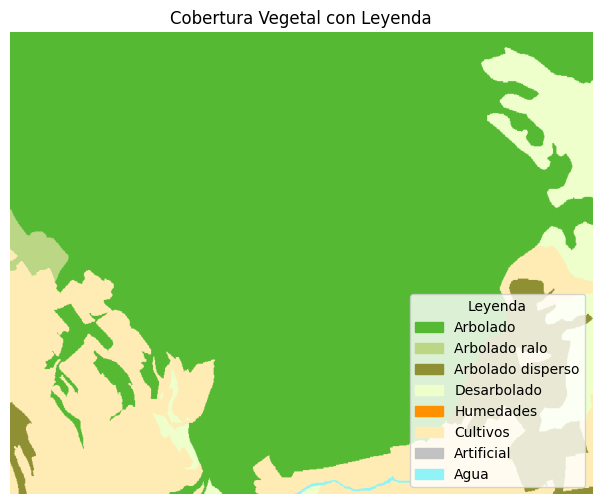 Cobertura Vegetal con Leyenda
Leyenda
Arbolado
Arbolado ralo
Arbolado disperso
Desarbolado
Humedades
Cultivos
Artificial
Agua